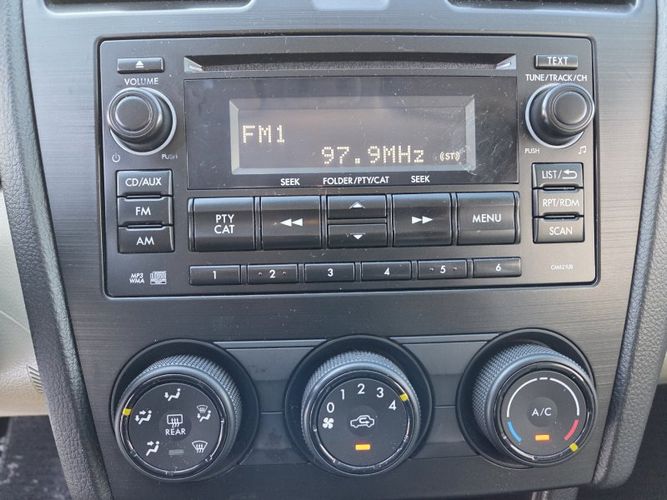 TEXT
VOLUME
TUNE/TRACK/CH
FM1
97.9MHz
ST
PUSH
PUSH
SEEK FOLDER/PTY/CAT SEEK
CD/AUX
LIST/
FM
PTY
CAT
MENU
RPT/RDM
AM
SCAN
MP3
WMA
1 2 3 4 5 6
REAR
0 1 2 3 4
A/C